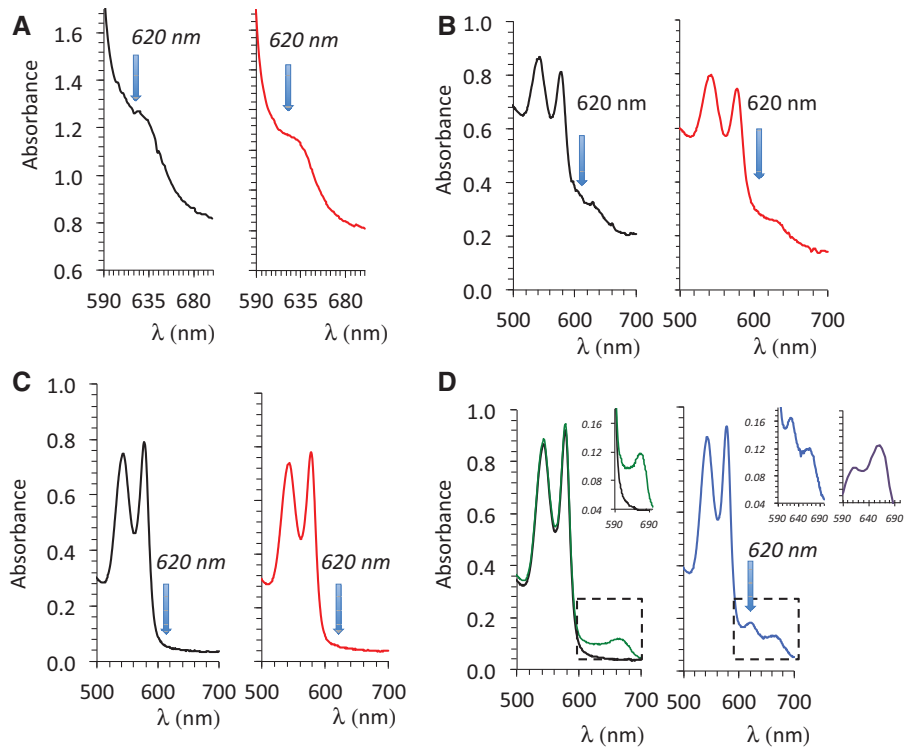 A
620 nm
620 nm
Absorbance
1.6
1.4
1.2
1.0
0.8
0.6
590 635 680
590 635 680
λ (nm)
λ (nm)
B
620 nm
620 nm
Absorbance
1.0
0.8
0.6
0.4
0.2
0.0
500 600 700
500 600 700
λ (nm)
λ (nm)
C
620 nm
620 nm
Absorbance
1.0
0.8
0.6
0.4
0.2
0.0
500 600 700
500 600 700
λ (nm)
λ (nm)
D
Absorbance
1.0
0.8
0.6
0.4
0.2
0.0
0.16
0.13
0.10
0.07
0.04
590 690
0.16
0.12
0.08
0.04
590 640 690
590 640 690
620 nm
500 600 700
500 600 700
λ (nm)
λ (nm)